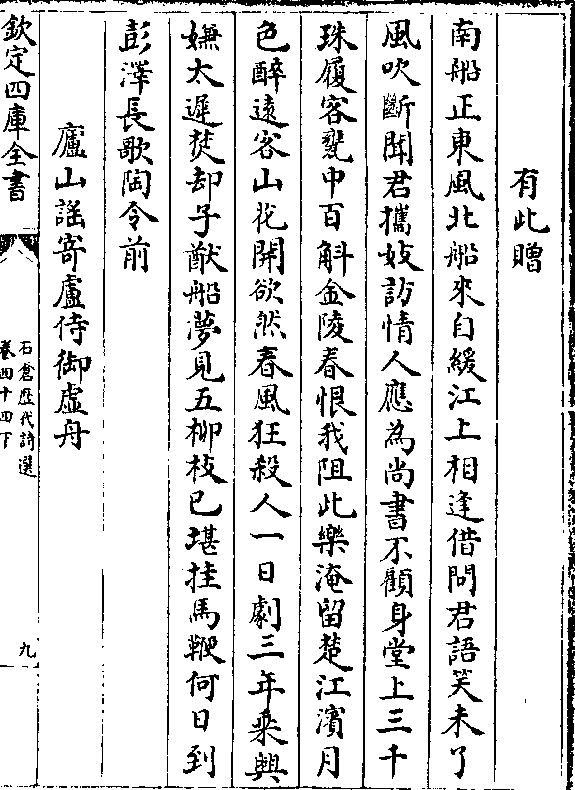 有此贈
南船正東風北船來自緩江上相逢借問君語笑未了
風吹斷聞君攜妓訪情人應為尚書不顧身堂上三千
珠履客甕中百斛金陵春恨我阻此樂淹留楚江濱月
色醉遠客山花開欲然春風狂殺人一日劇三年乘興
嫌太遲焚却子猷船夢見五柳枝已堪挂馬鞭何日到
彭澤長歌陶令前
廬山謡寄盧侍御虚舟
欽定四庫全書
石倉歴代詩選
卷四十四下
九